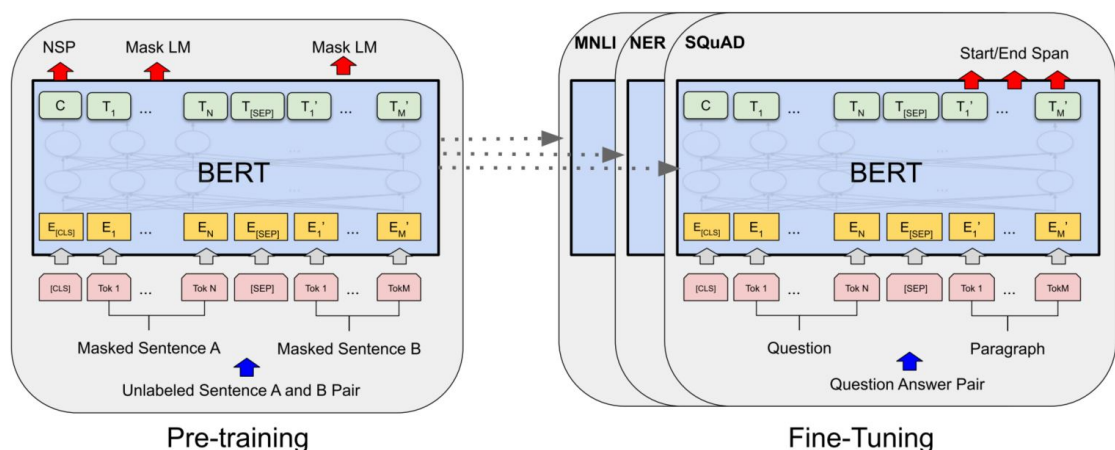 NSP Mask LM Mask LM
C T1 ... TN T[SEP] T1' ... TM'
...
BERT
...
E[CLS] E1 ... EN E[SEP] E1' ... EM'
[CLS] Tok 1 ... Tok N [SEP] Tok 1 ... TokM
Masked Sentence A Masked Sentence B
Unlabeled Sentence A and B Pair
Pre-training
MNLI NER SQuAD
Start/End Span
C T1 ... TN T[SEP] T1' ... TM'
...
BERT
...
E[CLS] E1 ... EN E[SEP] E1' ... EM'
[CLS] Tok 1 ... Tok N [SEP] Tok 1 ... TokM
Question Paragraph
Question Answer Pair
Fine-Tuning